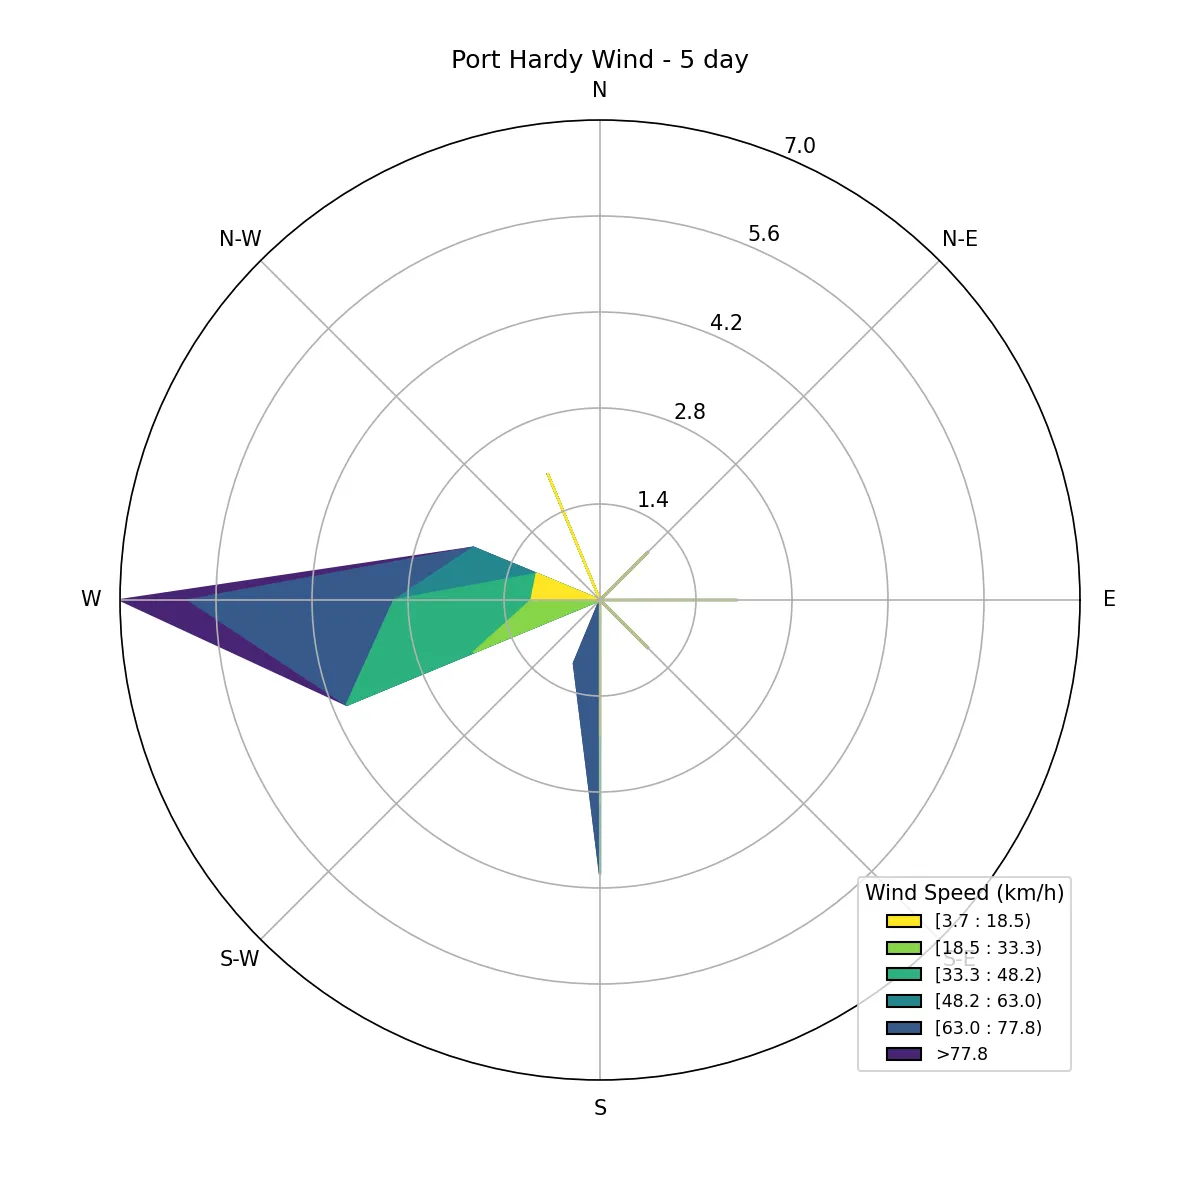 Port Hardy Wind - 5 day
N
7.0
N-W
N-E
5.6
4.2
2.8
1.4
W
E
S-W
S-E
S
Wind Speed (km/h)
[3.7 : 18.5)
[18.5 : 33.3)
[33.3 : 48.2)
[48.2 : 63.0)
[63.0 : 77.8)
>77.8